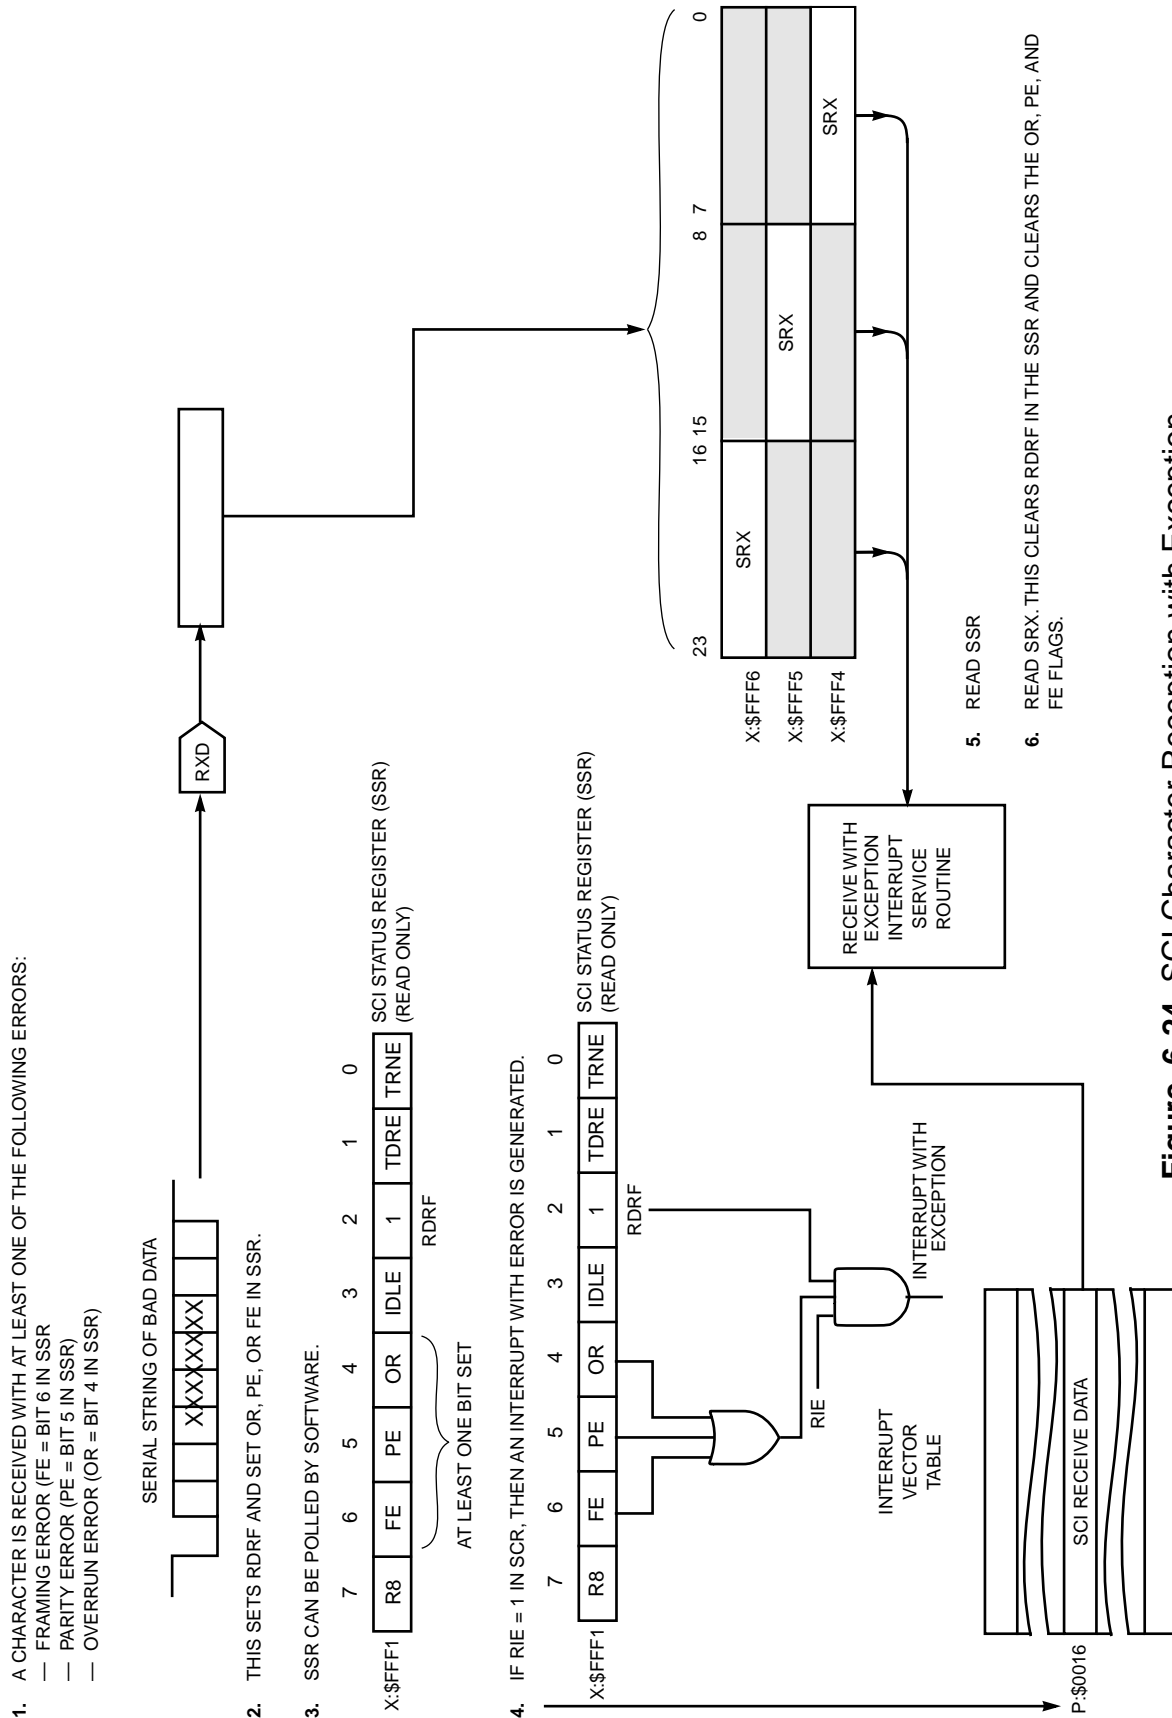 1. A CHARACTER IS RECEIVED WITH AT LEAST ONE OF THE FOLLOWING ERRORS:
— FRAMING ERROR (FE = BIT 6 IN SSR
— PARITY ERROR (PE = BIT 5 IN SSR)
— OVERRUN ERROR (OR = BIT 4 IN SSR)
SERIAL STRING OF BAD DATA
XXXXXXXX
RXD
2. THIS SETS RDRF AND SET OR, PE, OR FE IN SSR.
3. SSR CAN BE POLLED BY SOFTWARE.
7 6 5 4 3 2 1 0
X:$FFF1 R8 FE PE OR IDLE 1 TDRE TRNE
SCI STATUS REGISTER (SSR)
(READ ONLY)
RDRF
AT LEAST ONE BIT SET
4. IF RIE = 1 IN SCR, THEN AN INTERRUPT WITH ERROR IS GENERATED.
7 6 5 4 3 2 1 0
X:$FFF1 R8 FE PE OR IDLE 1 TDRE TRNE
SCI STATUS REGISTER (SSR)
(READ ONLY)
RDRF
RIE
INTERRUPT WITH
EXCEPTION
INTERRUPT
VECTOR
TABLE
P:$0016 SCI RECEIVE DATA
RECEIVE WITH
EXCEPTION
INTERRUPT
SERVICE
ROUTINE
23 16 15 8 7 0
X:$FFF6 SRX
X:$FFF5 SRX
X:$FFF4 SRX
5. READ SSR
6. READ SRX. THIS CLEARS RDRF IN THE SSR AND CLEARS THE OR, PE, AND
FE FLAGS.
Figure 6-24 SCI Character Reception with Exception